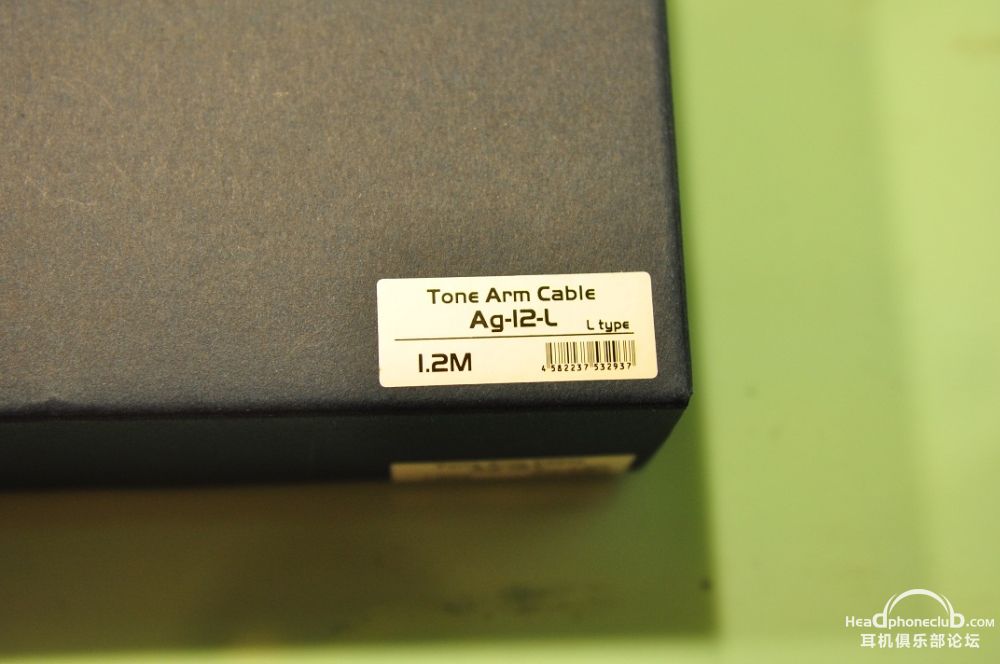 Tone Arm Cable
Ag-12-L L type
1.2M
4 582237 532937
HeadphonecluD.com
耳机俱乐部论坛